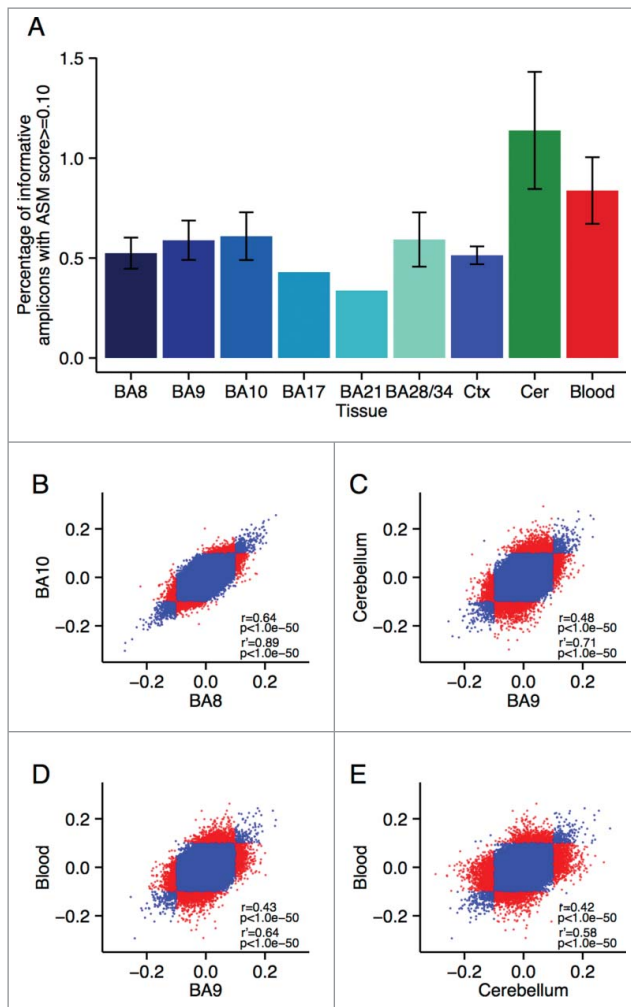 A
Percentage of informative
amplicons with ASM score>=0.10
1.5
1.0
0.5
0.0
BA8 BA9 BA10 BA17 BA21 BA28/34 Ctx Cer Blood
Tissue
B
BA10
0.2
0.0
−0.2
r=0.64
p<1.0e−50
r'=0.89
p<1.0e−50
−0.2 0.0 0.2
BA8
C
Cerebellum
0.2
0.0
−0.2
r=0.48
p<1.0e−50
r'=0.71
p<1.0e−50
−0.2 0.0 0.2
BA9
D
Blood
0.2
0.0
−0.2
r=0.43
p<1.0e−50
r'=0.64
p<1.0e−50
−0.2 0.0 0.2
BA9
E
Blood
0.2
0.0
−0.2
r=0.42
p<1.0e−50
r'=0.58
p<1.0e−50
−0.2 0.0 0.2
Cerebellum